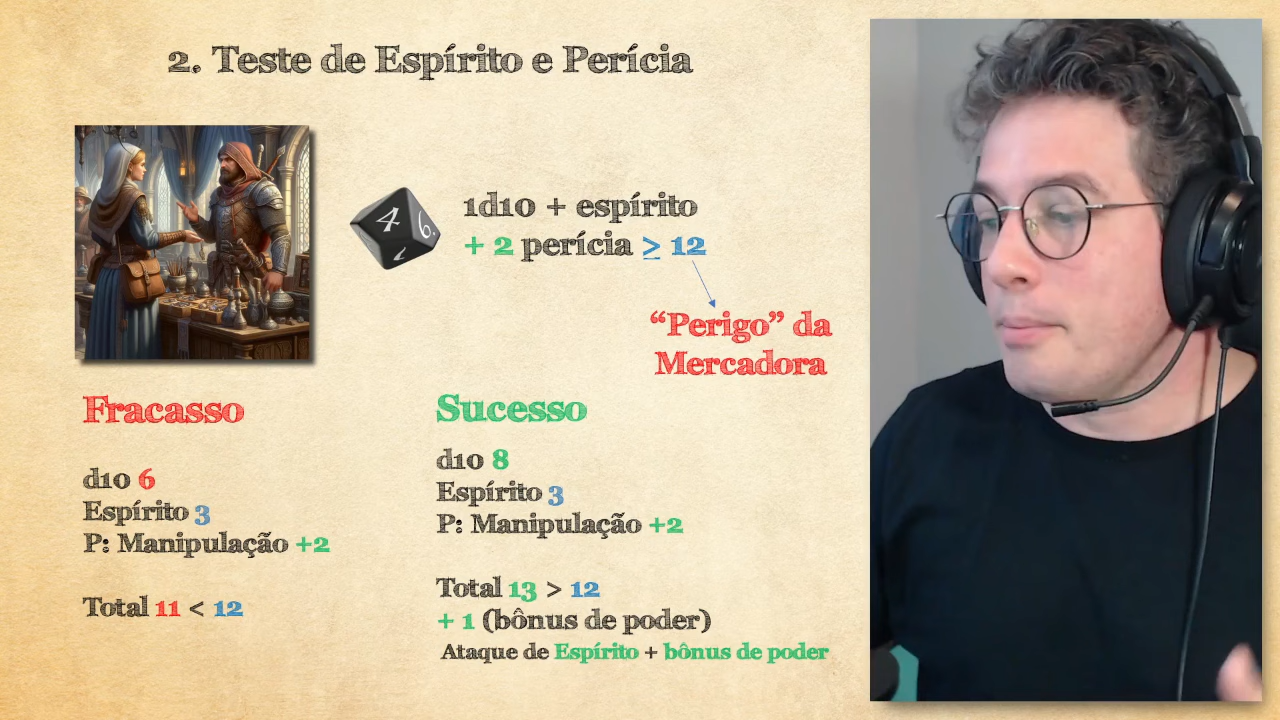 2. Teste de Espírito e Perícia
4
6.
1d10 + espírito
+ 2 perícia ≥ 12
“Perigo” da
Mercadora
Fracasso
d10 6
Espírito 3
P: Manipulação +2
Total 11 < 12
Sucesso
d10 8
Espírito 3
P: Manipulação +2
Total 13 > 12
+ 1 (bônus de poder)
Ataque de Espírito + bônus de poder